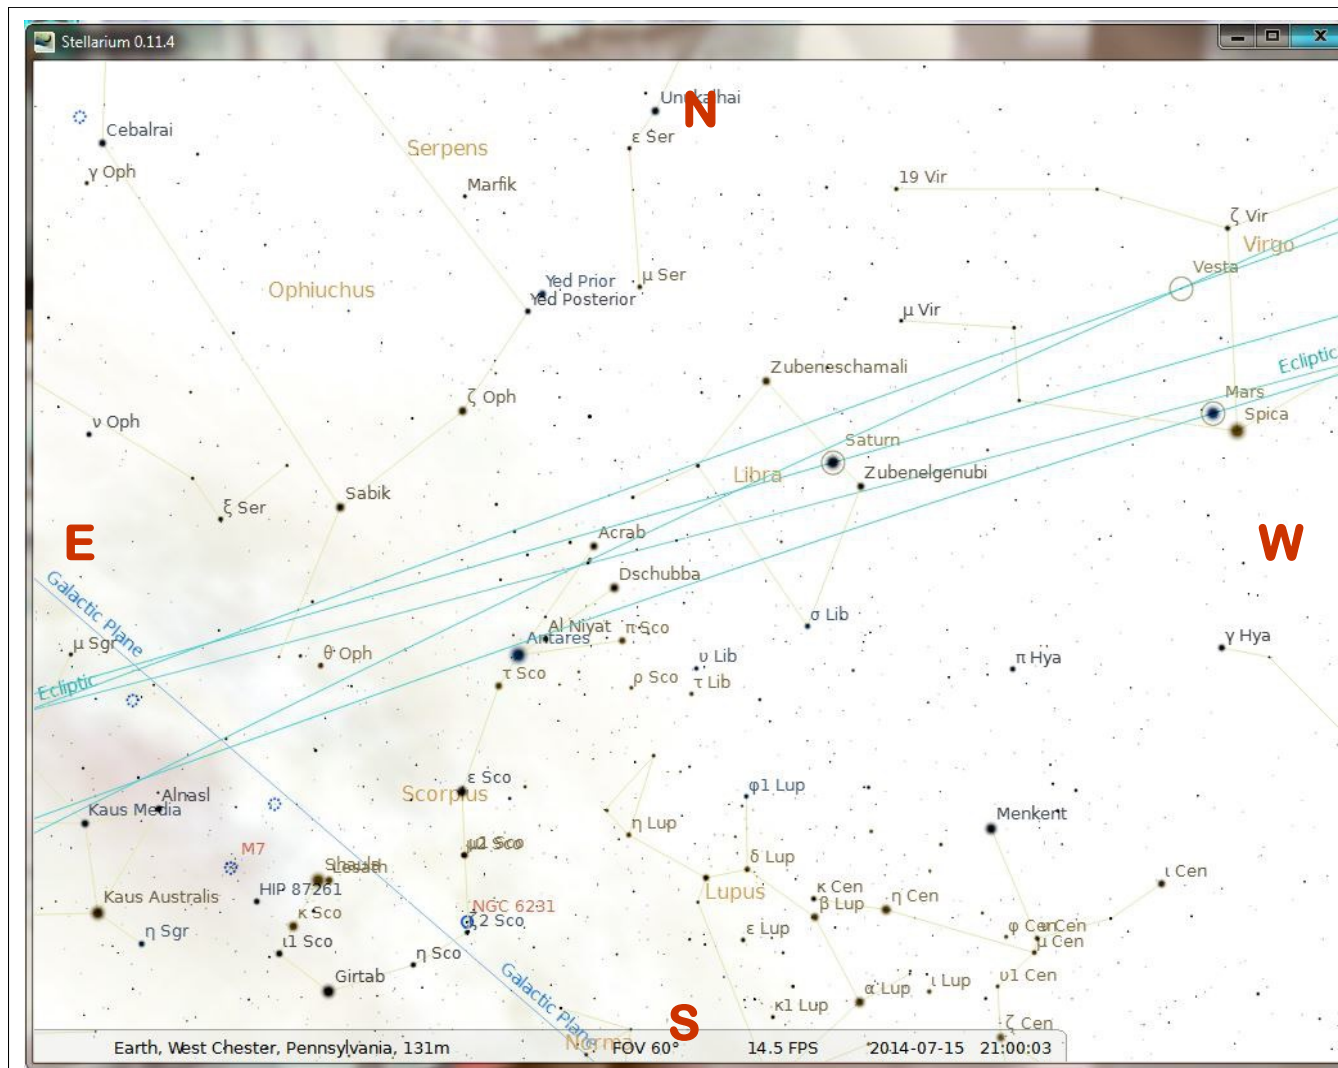 Stellarium 0.11.4
Unukalhai
N
Cebalrai
ε Ser
Serpens
γ Oph
Marfik
19 Vir
ζ Vir
Virgo
Vesta
μ Ser
Yed Prior
Ophiuchus
Yed Posterior
μ Vir
Ecliptic
Zubeneschamali
Mars
ζ Oph
Spica
ν Oph
Saturn
Libra
Zubenelgenubi
Sabik
ξ Ser
E
Acrab
W
Galactic Plane
Dschubba
σ Lib
Al Niyat
π Sco
μ Sgr
Antares
γ Hya
θ Oph
υ Lib
π Hya
Ecliptic
τ Sco
ρ Sco
τ Lib
ε Sco
φ1 Lup
Alnasl
Scorpius
Kaus Media
Menkent
η Lup
M7
μ2 Sco
δ Lup
Shaula
Lesath
ι Cen
HIP 87261
Lupus
κ Cen
Kaus Australis
NGC 6231
β Lup
η Cen
κ Sco
ζ2 Sco
η Sgr
ε Lup
φ Cen
ν Cen
ι1 Sco
η Sco
μ Cen
Girtab
Galactic Plane
α Lup
ι Lup
υ1 Cen
κ1 Lup
S
ζ Cen
Norma
Earth, West Chester, Pennsylvania, 131m
FOV 60°
14.5 FPS
2014-07-15 21:00:03